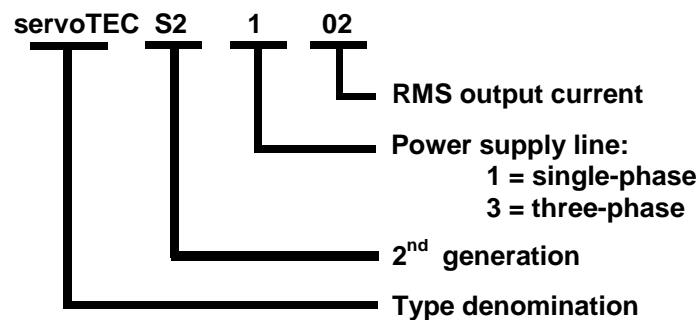 servoTEC S2 1 02
RMS output current
Power supply line:
1 = single-phase
3 = three-phase
2nd generation
Type denomination